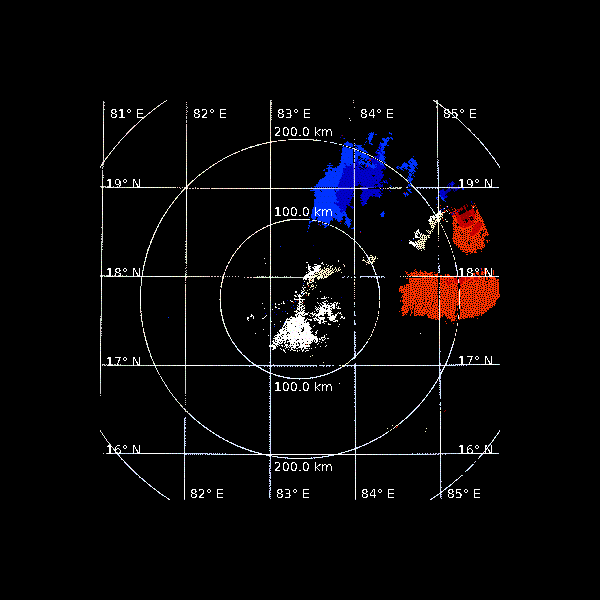 81° E 82° E 83° E 84° E 85° E
200.0 km
19° N 19° N
100.0 km
18° N 18° N
17° N 17° N
100.0 km
16° N 16° N
200.0 km
82° E 83° E 84° E 85° E